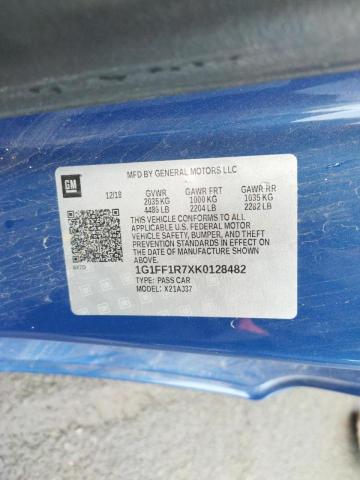 MFD BY GENERAL MOTORS LLC
GM
12/18 GVWR GAWR FRT GAWR RR
2035 KG 1000 KG 1035 KG
4486 LB 2204 LB 2282 LB
THIS VEHICLE CONFORMS TO ALL
APPLICABLE U.S. FEDERAL MOTOR
VEHICLE SAFETY, BUMPER, AND THEFT
PREVENTION STANDARDS IN EFFECT ON
THE DATE OF MANUFACTURE SHOWN
ABOVE.
1G1FF1R7XK0128482
TYPE: PASS CAR
MODEL: X21AJ37